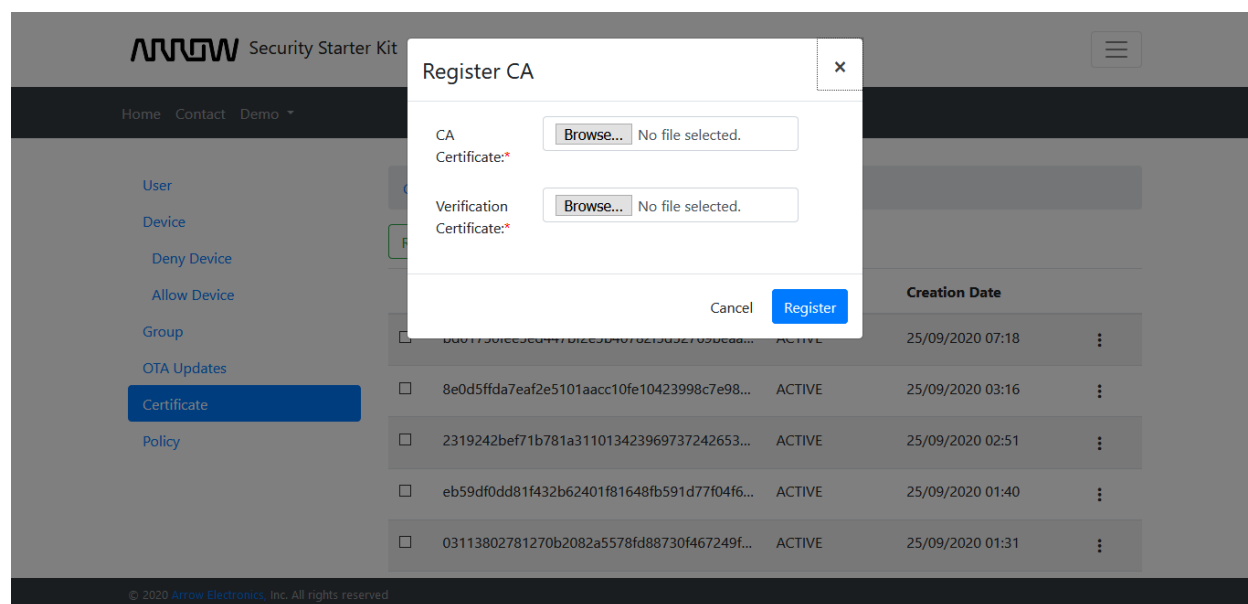 ARROW Security Starter Kit
Register CA
×
Home Contact Demo
CA
Certificate:*
Browse... No file selected.
Verification
Certificate:*
Browse... No file selected.
Cancel Register
User
Device
Deny Device
Allow Device
Group
OTA Updates
Certificate
Policy
Creation Date
ACTIVE 25/09/2020 07:18
8e0d5ffda7eaf2e5101aacc10fe10423998c7e98... ACTIVE 25/09/2020 03:16
2319242bef71b781a311013423969737242653... ACTIVE 25/09/2020 02:51
eb59df0dd81f432b62401f81648fb591d77f04f6... ACTIVE 25/09/2020 01:40
03113802781270b2082a5578fd88730f467249f... ACTIVE 25/09/2020 01:31
© 2020 Arrow Electronics, Inc. All rights reserved